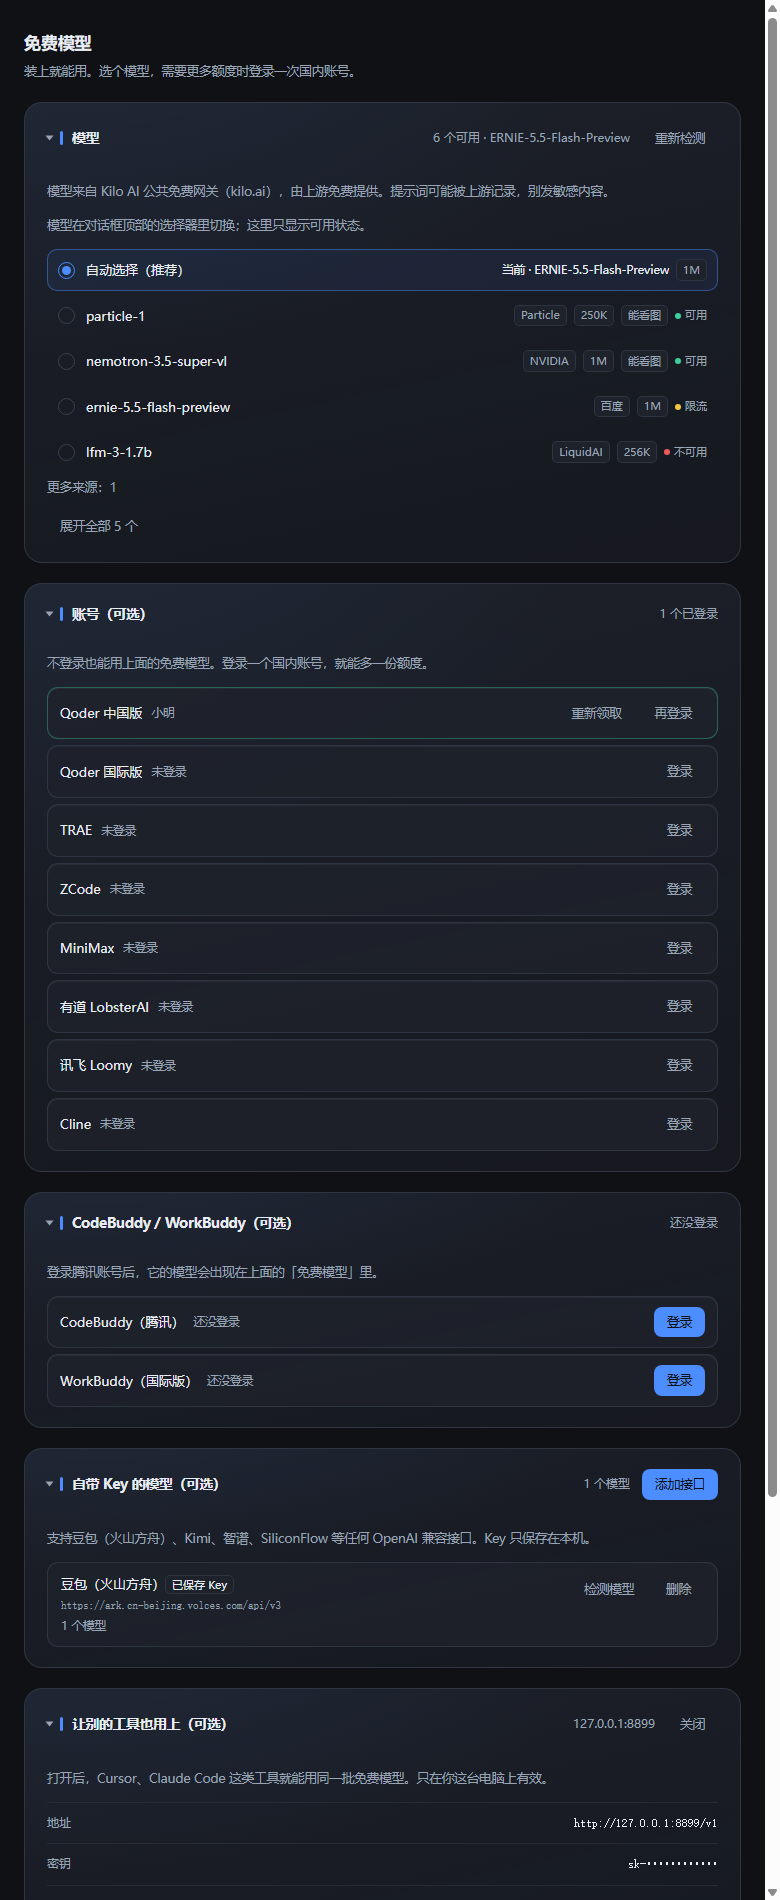 免费模型
装上就能用。选个模型，需要更多额度时登录一次国内账号。
模型 6 个可用 · ERNIE-5.5-Flash-Preview 重新检测
模型来自 Kilo AI 公共免费网关（kilo.ai），由上游免费提供。提示词可能被上游记录，别发敏感内容。
模型在对话框顶部的选择器里切换；这里只显示可用状态。
自动选择（推荐） 当前 · ERNIE-5.5-Flash-Preview 1M
particle-1 Particle 250K 能看图 可用
nemotron-3.5-super-vl NVIDIA 1M 能看图 可用
ernie-5.5-flash-preview 百度 1M 限流
lfm-3-1.7b LiquidAI 256K 不可用
更多来源：1
展开全部 5 个
账号（可选） 1 个已登录
不登录也能用上面的免费模型。登录一个国内账号，就能多一份额度。
Qoder 中国版 小明 重新领取 再登录
Qoder 国际版 未登录 登录
TRAE 未登录 登录
ZCode 未登录 登录
MiniMax 未登录 登录
有道 LobsterAI 未登录 登录
讯飞 Loomy 未登录 登录
Cline 未登录 登录
CodeBuddy / WorkBuddy（可选） 还没登录
登录腾讯账号后，它的模型会出现在上面的「免费模型」里。
CodeBuddy（腾讯） 还没登录 登录
WorkBuddy（国际版） 还没登录 登录
自带 Key 的模型（可选） 1 个模型 添加接口
支持豆包（火山方舟）、Kimi、智谱、SiliconFlow 等任何 OpenAI 兼容接口。Key 只保存在本机。
豆包（火山方舟） 已保存 Key 检测模型 删除
https://ark.cn-beijing.volces.com/api/v3
1 个模型
让别的工具也用上（可选） 127.0.0.1:8899 关闭
打开后，Cursor、Claude Code 这类工具就能用同一批免费模型。只在你这台电脑上有效。
地址 http://127.0.0.1:8899/v1
密钥 sk-••••••••••••